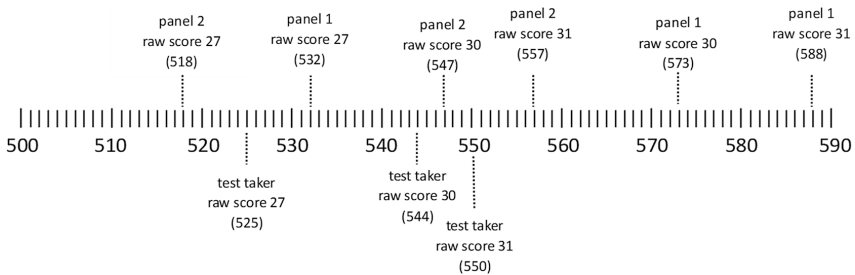 panel 2
raw score 27
(518)
panel 1
raw score 27
(532)
panel 2
raw score 30
(547)
panel 2
raw score 31
(557)
panel 1
raw score 30
(573)
panel 1
raw score 31
(588)
500 510 520 530 540 550 560 570 580 590
test taker
raw score 27
(525)
test taker
raw score 30
(544)
test taker
raw score 31
(550)